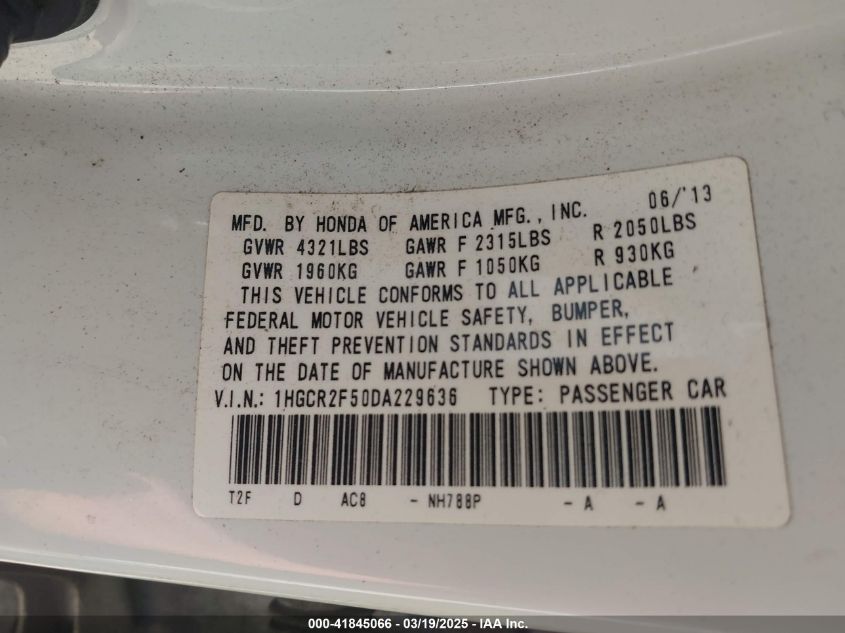 06/'13
MFD. BY HONDA OF AMERICA MFG., INC.
GVWR 4321LBS GAWR F 2315LBS R 2050LBS
GVWR 1960KG GAWR F 1050KG R 930KG
THIS VEHICLE CONFORMS TO ALL APPLICABLE
FEDERAL MOTOR VEHICLE SAFETY, BUMPER,
AND THEFT PREVENTION STANDARDS IN EFFECT
ON THE DATE OF MANUFACTURE SHOWN ABOVE.
V.I.N.: 1HGCR2F50DA229636 TYPE: PASSENGER CAR
T2F D AC8 - NH788P - A - A
000-41845066 - 03/19/2025 - IAA Inc.